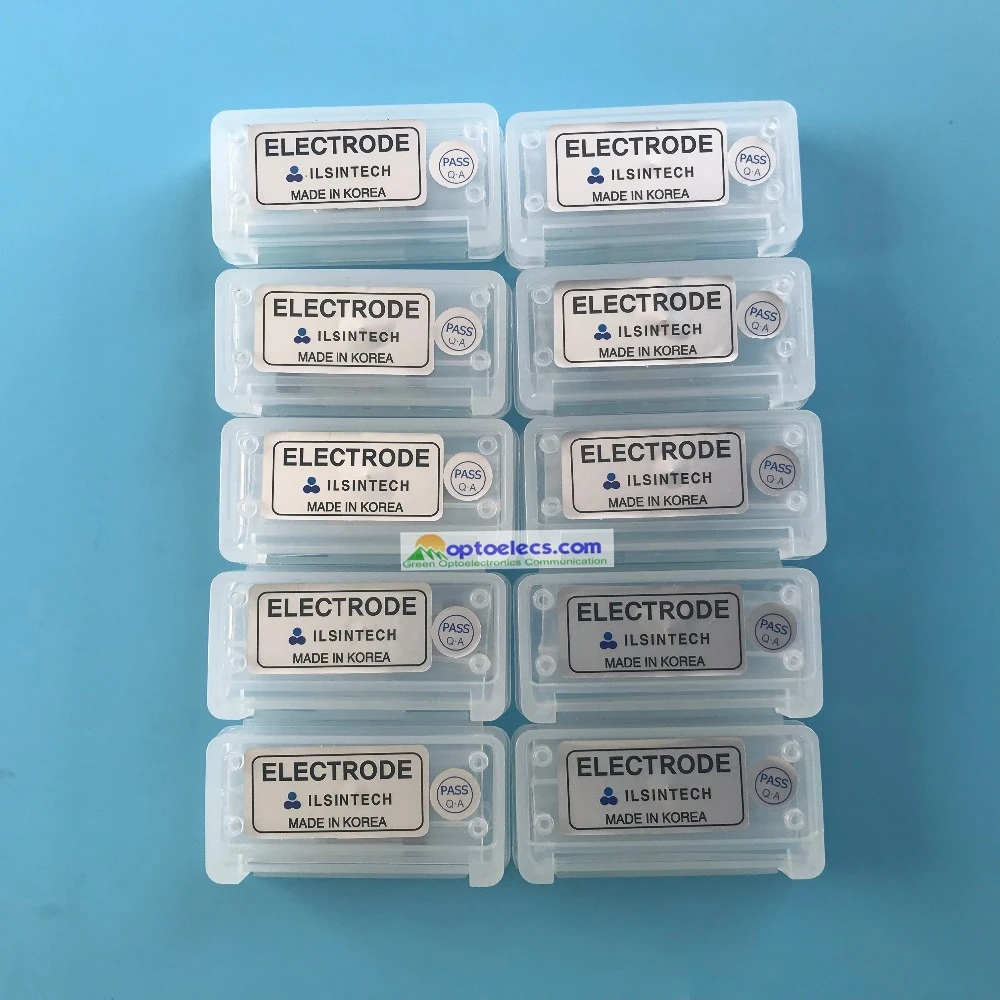 ELECTRODE
ILSINTECH
MADE IN KOREA
PASS
Q·A
ELECTRODE
ILSINTECH
MADE IN KOREA
PASS
Q·A
ELECTRODE
ILSINTECH
MADE IN KOREA
PASS
Q·A
ELECTRODE
ILSINTECH
MADE IN KOREA
PASS
Q·A
ELECTRODE
ILSINTECH
MADE IN KOREA
PASS
Q·A
ELECTRODE
ILSINTECH
MADE IN KOREA
PASS
Q·A
optoelecs.com
Green Optoelectronics Communication
ELECTRODE
ILSINTECH
MADE IN KOREA
PASS
Q·A
ELECTRODE
ILSINTECH
MADE IN KOREA
PASS
Q·A
ELECTRODE
ILSINTECH
MADE IN KOREA
PASS
Q·A
ELECTRODE
ILSINTECH
MADE IN KOREA
PASS
Q·A